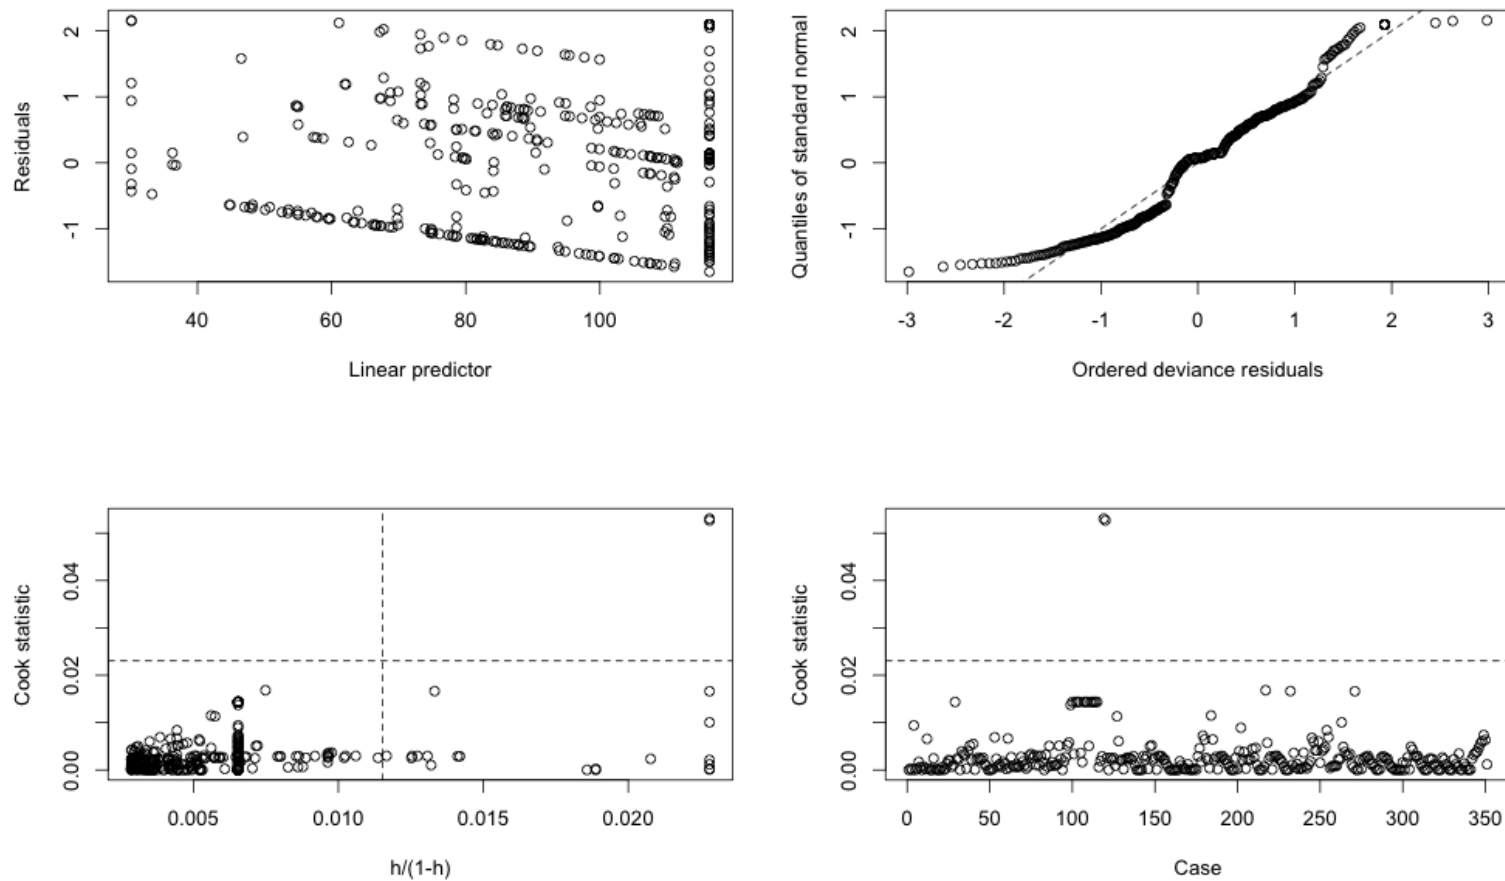 Residuals
2
1
0
-1
40 60 80 100
Linear predictor
Quantiles of standard normal
2
1
0
-1
-3 -2 -1 0 1 2 3
Ordered deviance residuals
Cook statistic
0.04
0.02
0.00
0.005 0.010 0.015 0.020
h/(1-h)
Cook statistic
0.04
0.02
0.00
0 50 100 150 200 250 300 350
Case